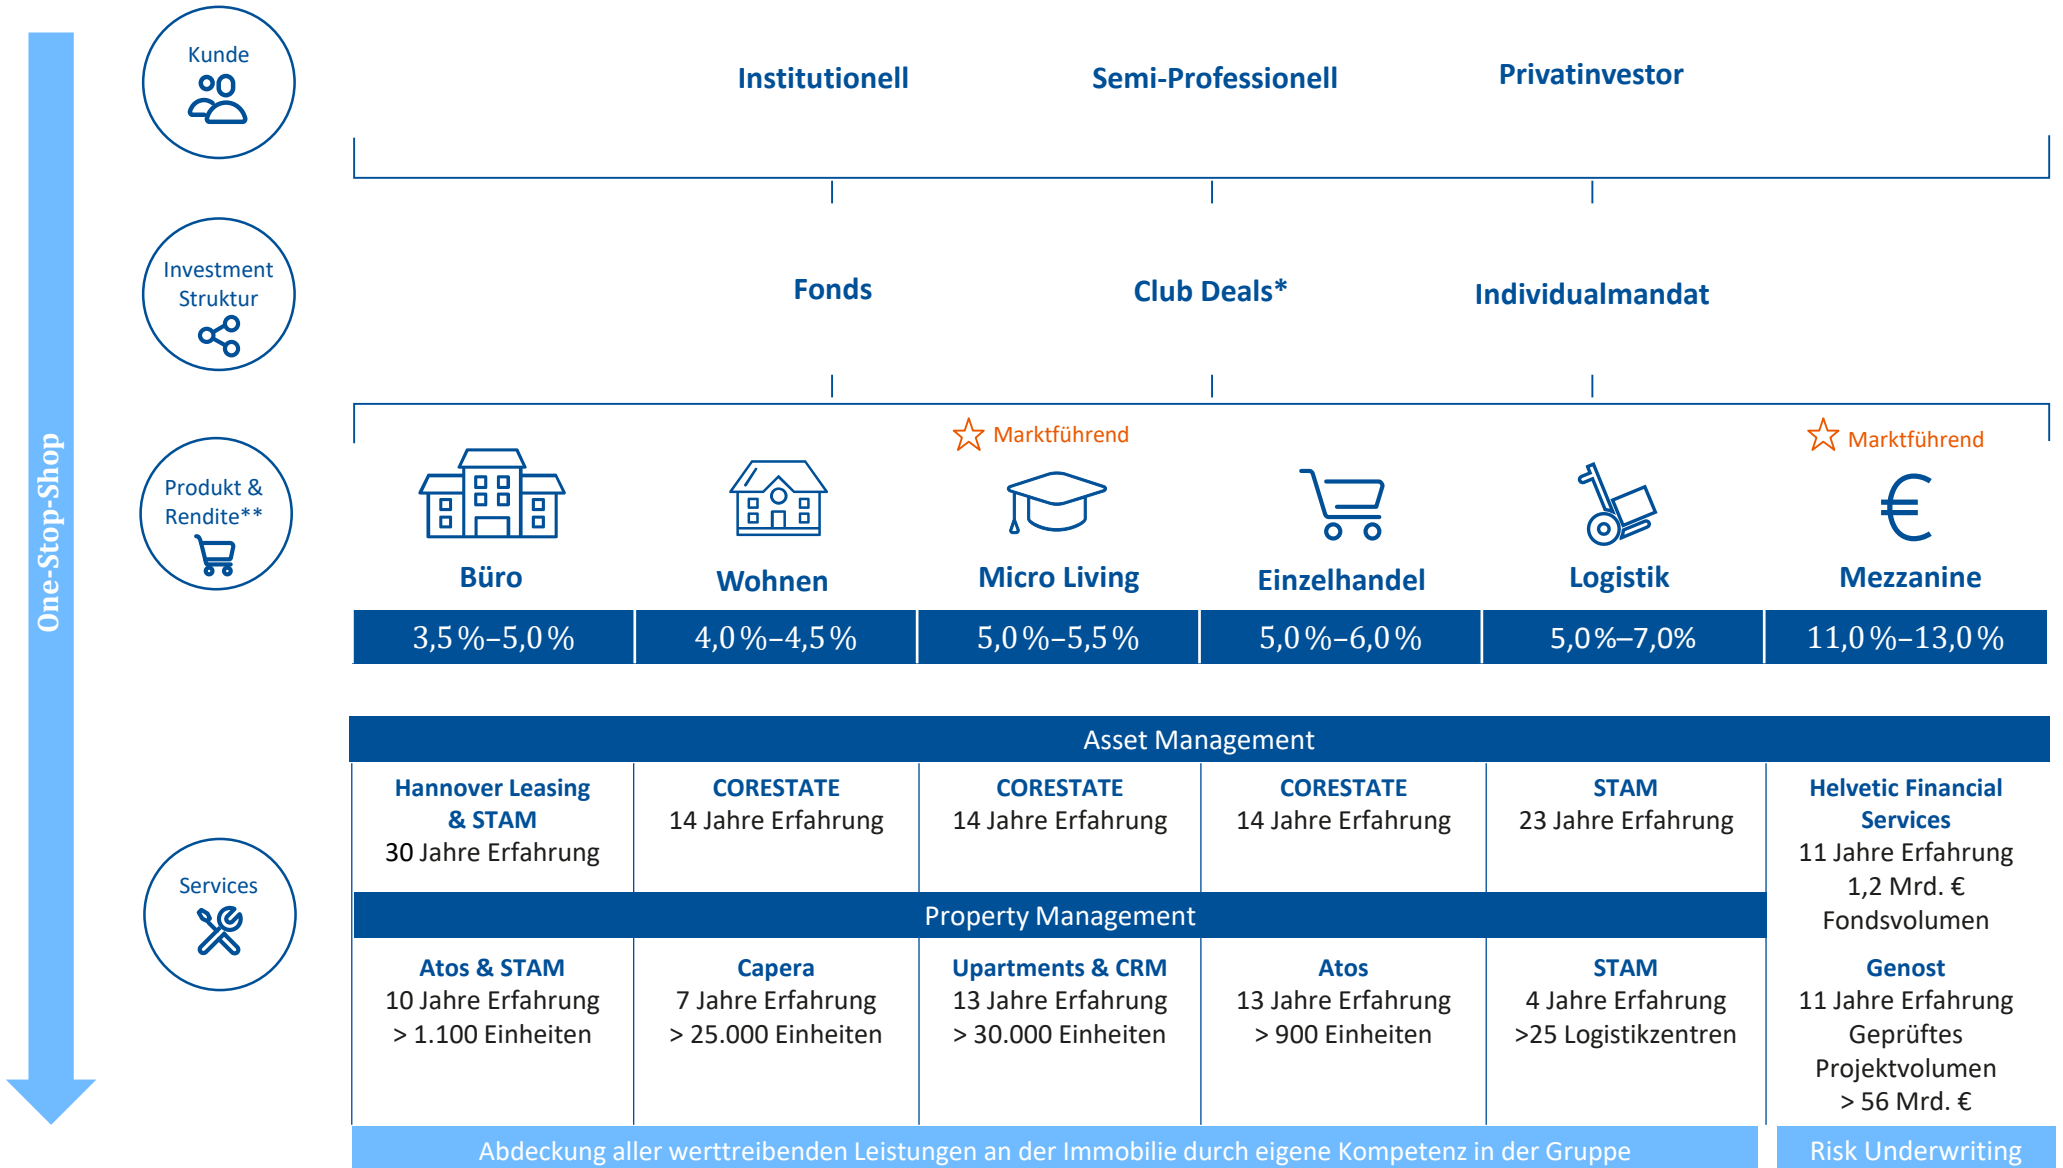 One-Stop-Shop
Kunde
Institutionell
Semi-Professionell
Privatinvestor
Investment
Struktur
Fonds
Club Deals*
Individualmandat
Produkt &
Rendite**
Marktführend
Marktführend
Büro
Wohnen
Micro Living
Einzelhandel
Logistik
Mezzanine
3,5 %–5,0 %
4,0 %–4,5 %
5,0 %–5,5 %
5,0 %–6,0 %
5,0 %–7,0%
11,0 %–13,0 %
Services
Asset Management
Hannover Leasing
& STAM
30 Jahre Erfahrung
CORESTATE
14 Jahre Erfahrung
CORESTATE
14 Jahre Erfahrung
CORESTATE
14 Jahre Erfahrung
STAM
23 Jahre Erfahrung
Helvetic Financial
Services
11 Jahre Erfahrung
1,2 Mrd. €
Fondsvolumen
Property Management
Atos & STAM
10 Jahre Erfahrung
> 1.100 Einheiten
Capera
7 Jahre Erfahrung
> 25.000 Einheiten
Upartments & CRM
13 Jahre Erfahrung
> 30.000 Einheiten
Atos
13 Jahre Erfahrung
> 900 Einheiten
STAM
4 Jahre Erfahrung
>25 Logistikzentren
Genost
11 Jahre Erfahrung
Geprüftes
Projektvolumen
> 56 Mrd. €
Abdeckung aller werttreibenden Leistungen an der Immobilie durch eigene Kompetenz in der Gruppe
Risk Underwriting